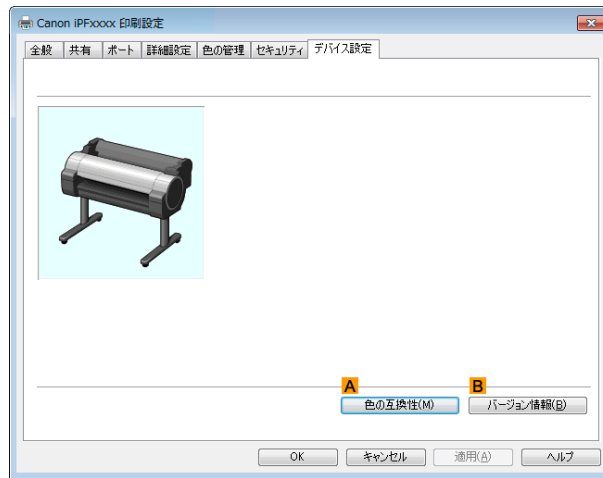 Canon iPFxxxx 印刷設定
全般 共有 ポート 詳細設定 色の管理 セキュリティ デバイス設定
A B
色の互換性(M) バージョン情報(B)
OK キャンセル 適用(A) ヘルプ